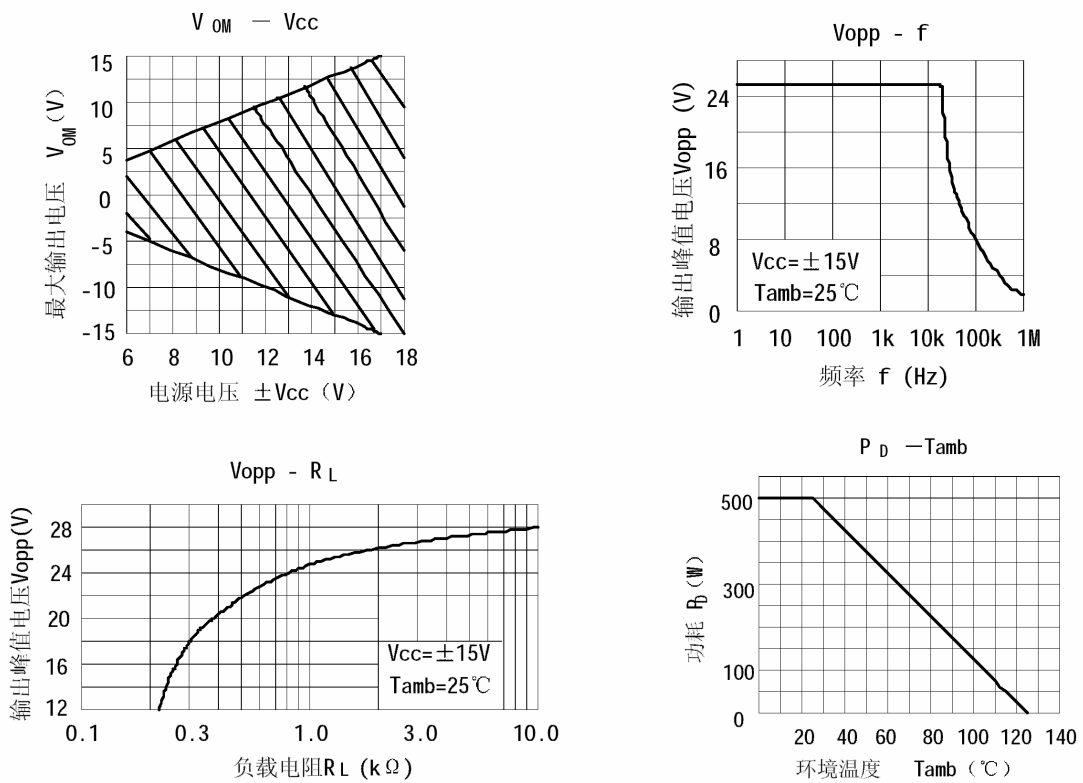 V OM － Vcc
最大输出电压 VOM (V)
15
10
5
0
-5
-10
-15
6 8 10 12 14 16 18
电源电压 ±Vcc（V）
Vopp - f
输出峰值电压Vopp (V)
24
16
8
0
Vcc=±15V
Tamb=25℃
1 10 100 1k 10k 100k 1M
频率 f (Hz)
Vopp - R L
输出峰值电压Vopp(V)
28
24
20
16
12
Vcc=±15V
Tamb=25℃
0.1 0.3 1.0 3.0 10.0
负载电阻R L (kΩ)
P D －Tamb
功耗 PD（W）
500
300
100
0
20 40 60 80 100 120 140
环境温度 Tamb（℃）